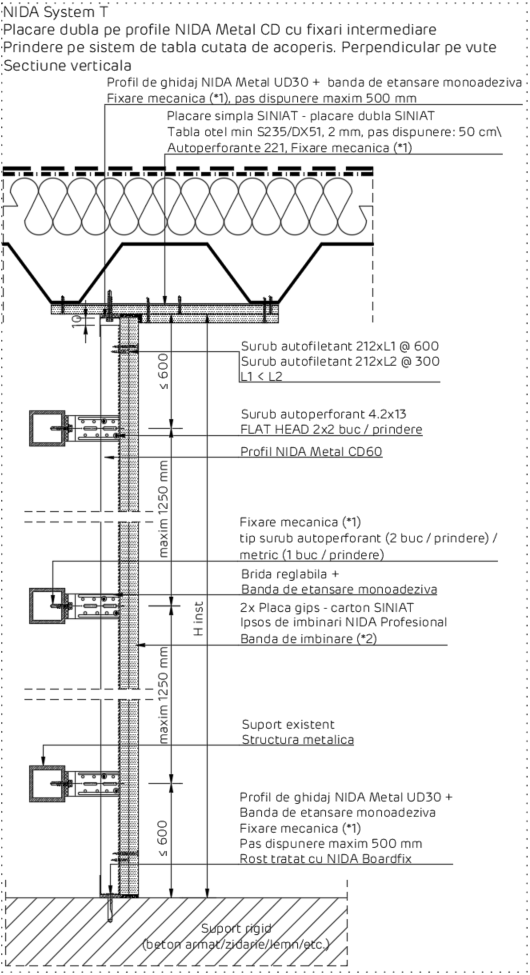 NIDA System T
Placare dubla pe profile NIDA Metal CD cu fixari intermediare
Prindere pe sistem de tabla cutata de acoperis. Perpendicular pe vute
Sectiune verticala
Profil de ghidaj NIDA Metal UD30 + banda de etansare monoadeziva
Fixare mecanica (*1), pas dispunere maxim 500 mm
Placare simpla SINIAT - placare dubla SINIAT
Tabla otel min S235/DX51, 2 mm, pas dispunere: 50 cm\
Autoperforante 221, Fixare mecanica (*1)
10
≤ 600
Surub autofiletant 212xL1 @ 600
Surub autofiletant 212xL2 @ 300
L1 < L2
Surub autoperforant 4.2x13
FLAT HEAD 2x2 buc / prindere
Profil NIDA Metal CD60
maxim 1250 mm
Fixare mecanica (*1)
tip surub autoperforant (2 buc / prindere) /
metric (1 buc / prindere)
Brida reglabila +
Banda de etansare monoadeziva
2x Placa gips - carton SINIAT
Ipsos de imbinari NIDA Profesional
Banda de imbinare (*2)
H inst
maxim 1250 mm
Suport existent
Structura metalica
≤ 600
Profil de ghidaj NIDA Metal UD30 +
Banda de etansare monoadeziva
Fixare mecanica (*1)
Pas dispunere maxim 500 mm
Rost tratat cu NIDA Boardfix
Suport rigid
(beton armat/zidarie/lemn/etc.)